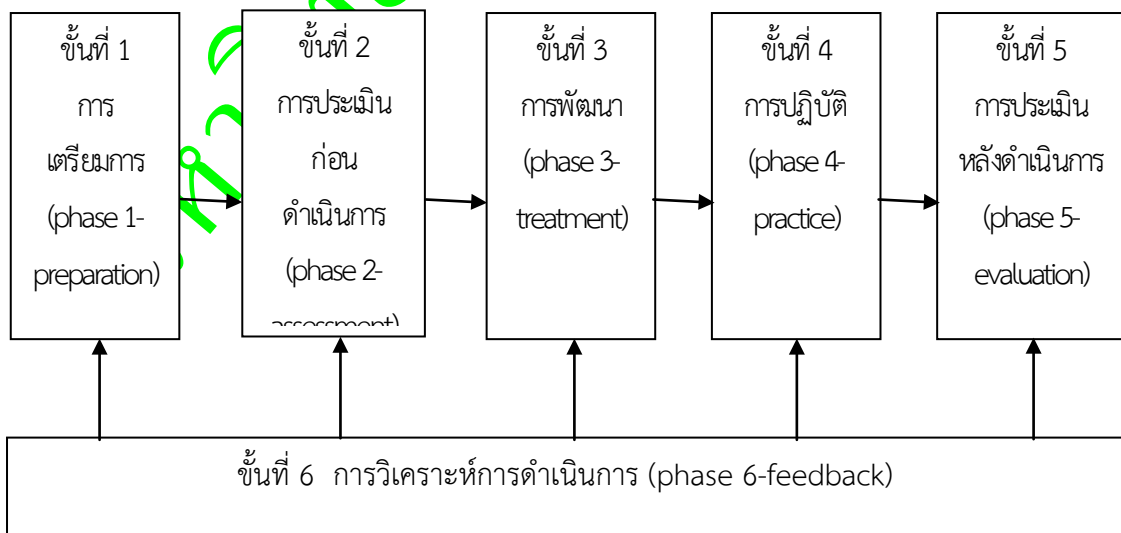 ขั้นที่ 1
การ
เตรียมการ
(phase 1-
preparation)
ขั้นที่ 2
การประเมิน
ก่อน
ดำเนินการ
(phase 2-
assessment)
ขั้นที่ 3
การพัฒนา
(phase 3-
treatment)
ขั้นที่ 4
การปฏิบัติ
(phase 4-
practice)
ขั้นที่ 5
การประเมิน
หลังดำเนินการ
(phase 5-
evaluation)
ขั้นที่ 6 การวิเคราะห์การดำเนินการ (phase 6-feedback)